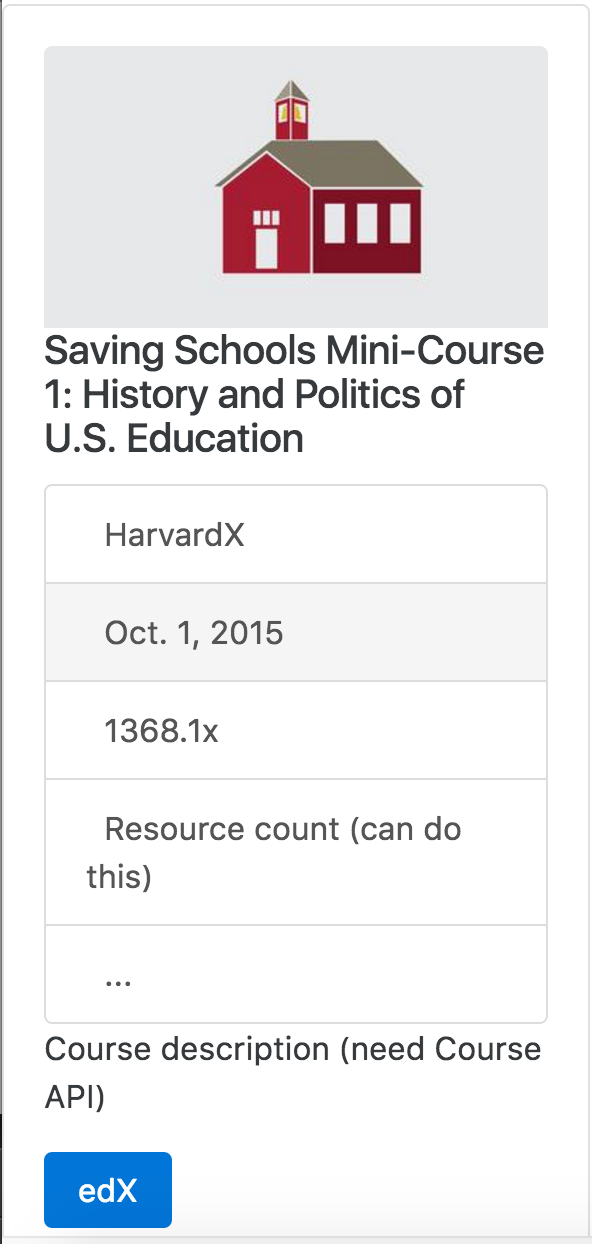 Saving Schools Mini-Course
1: History and Politics of
U.S. Education
HarvardX
Oct. 1, 2015
1368.1x
Resource count (can do
this)
...
Course description (need Course
API)
edX